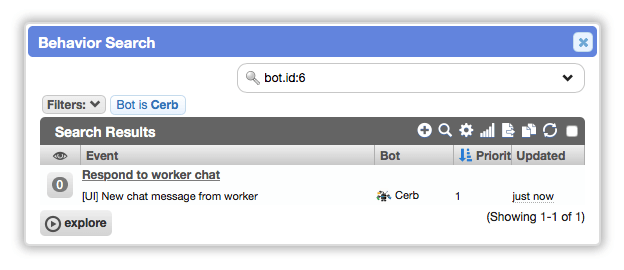 Behavior Search
bot.id:6
Filters: Bot is Cerb
Search Results
Event Bot Priorit Updated
0 Respond to worker chat
[UI] New chat message from worker Cerb 1 just now
explore (Showing 1-1 of 1)